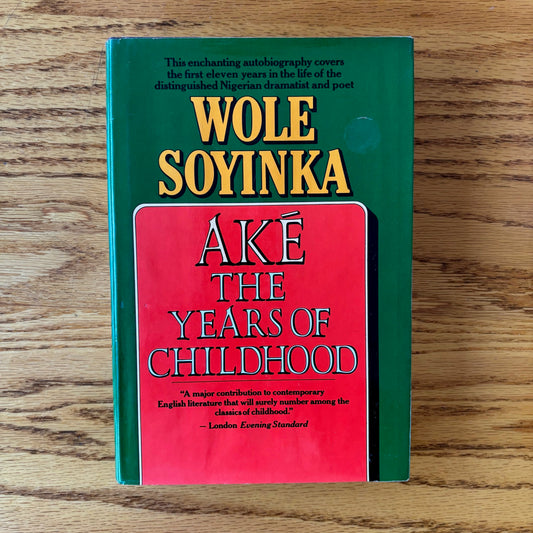 This enchanting autobiography covers
the first eleven years in the life of the
distinguished Nigerian dramatist and poet
WOLE
SOYINKA
AKÉ
THE
YEARS OF
CHILDHOOD
“A major contribution to contemporary
English literature that will surely number among the
classics of childhood.”
— London Evening Standard